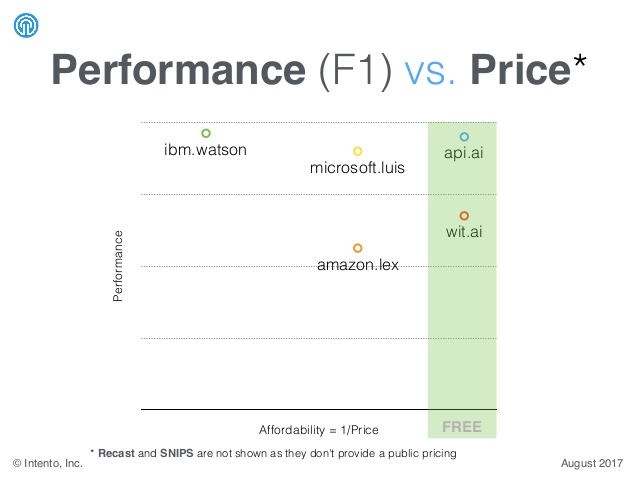 Performance (F1) vs. Price*
ibm.watson
microsoft.luis
api.ai
wit.ai
amazon.lex
Performance
Affordability = 1/Price
FREE
* Recast and SNIPS are not shown as they don't provide a public pricing
© Intento, Inc.
August 2017